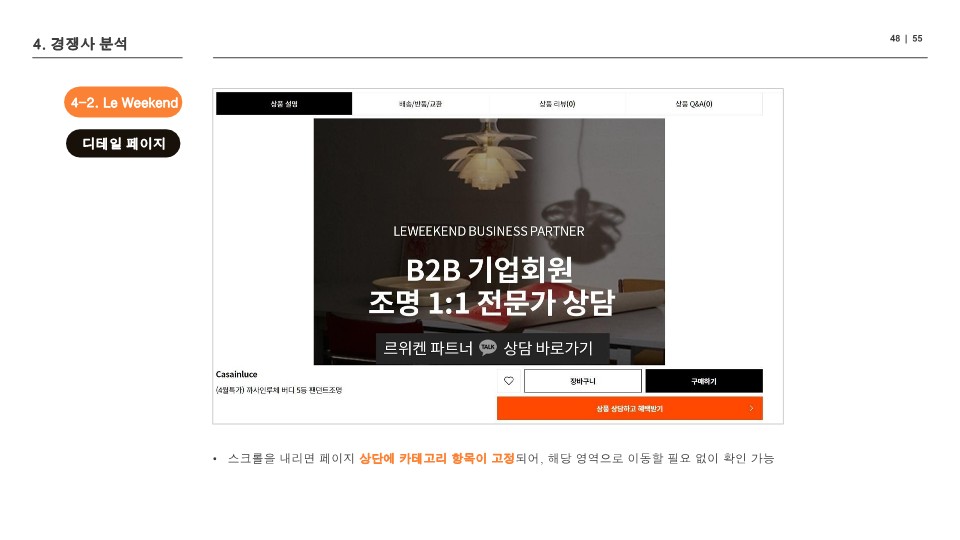 4. 경쟁사 분석
48 | 55
4-2. Le Weekend
디테일 페이지
상품 설명
배송/반품/교환
상품 리뷰(0)
상품 Q&A(0)
LEWEEKEND BUSINESS PARTNER
B2B 기업회원
조명 1:1 전문가 상담
르위켄 파트너 TALK 상담 바로가기
Casainluce
(4월특가) 까사인루체 버디 5등 팬던트조명
장바구니
구매하기
상품 상담하고 혜택받기 >
• 스크롤을 내리면 페이지 상단에 카테고리 항목이 고정되어, 해당 영역으로 이동할 필요 없이 확인 가능